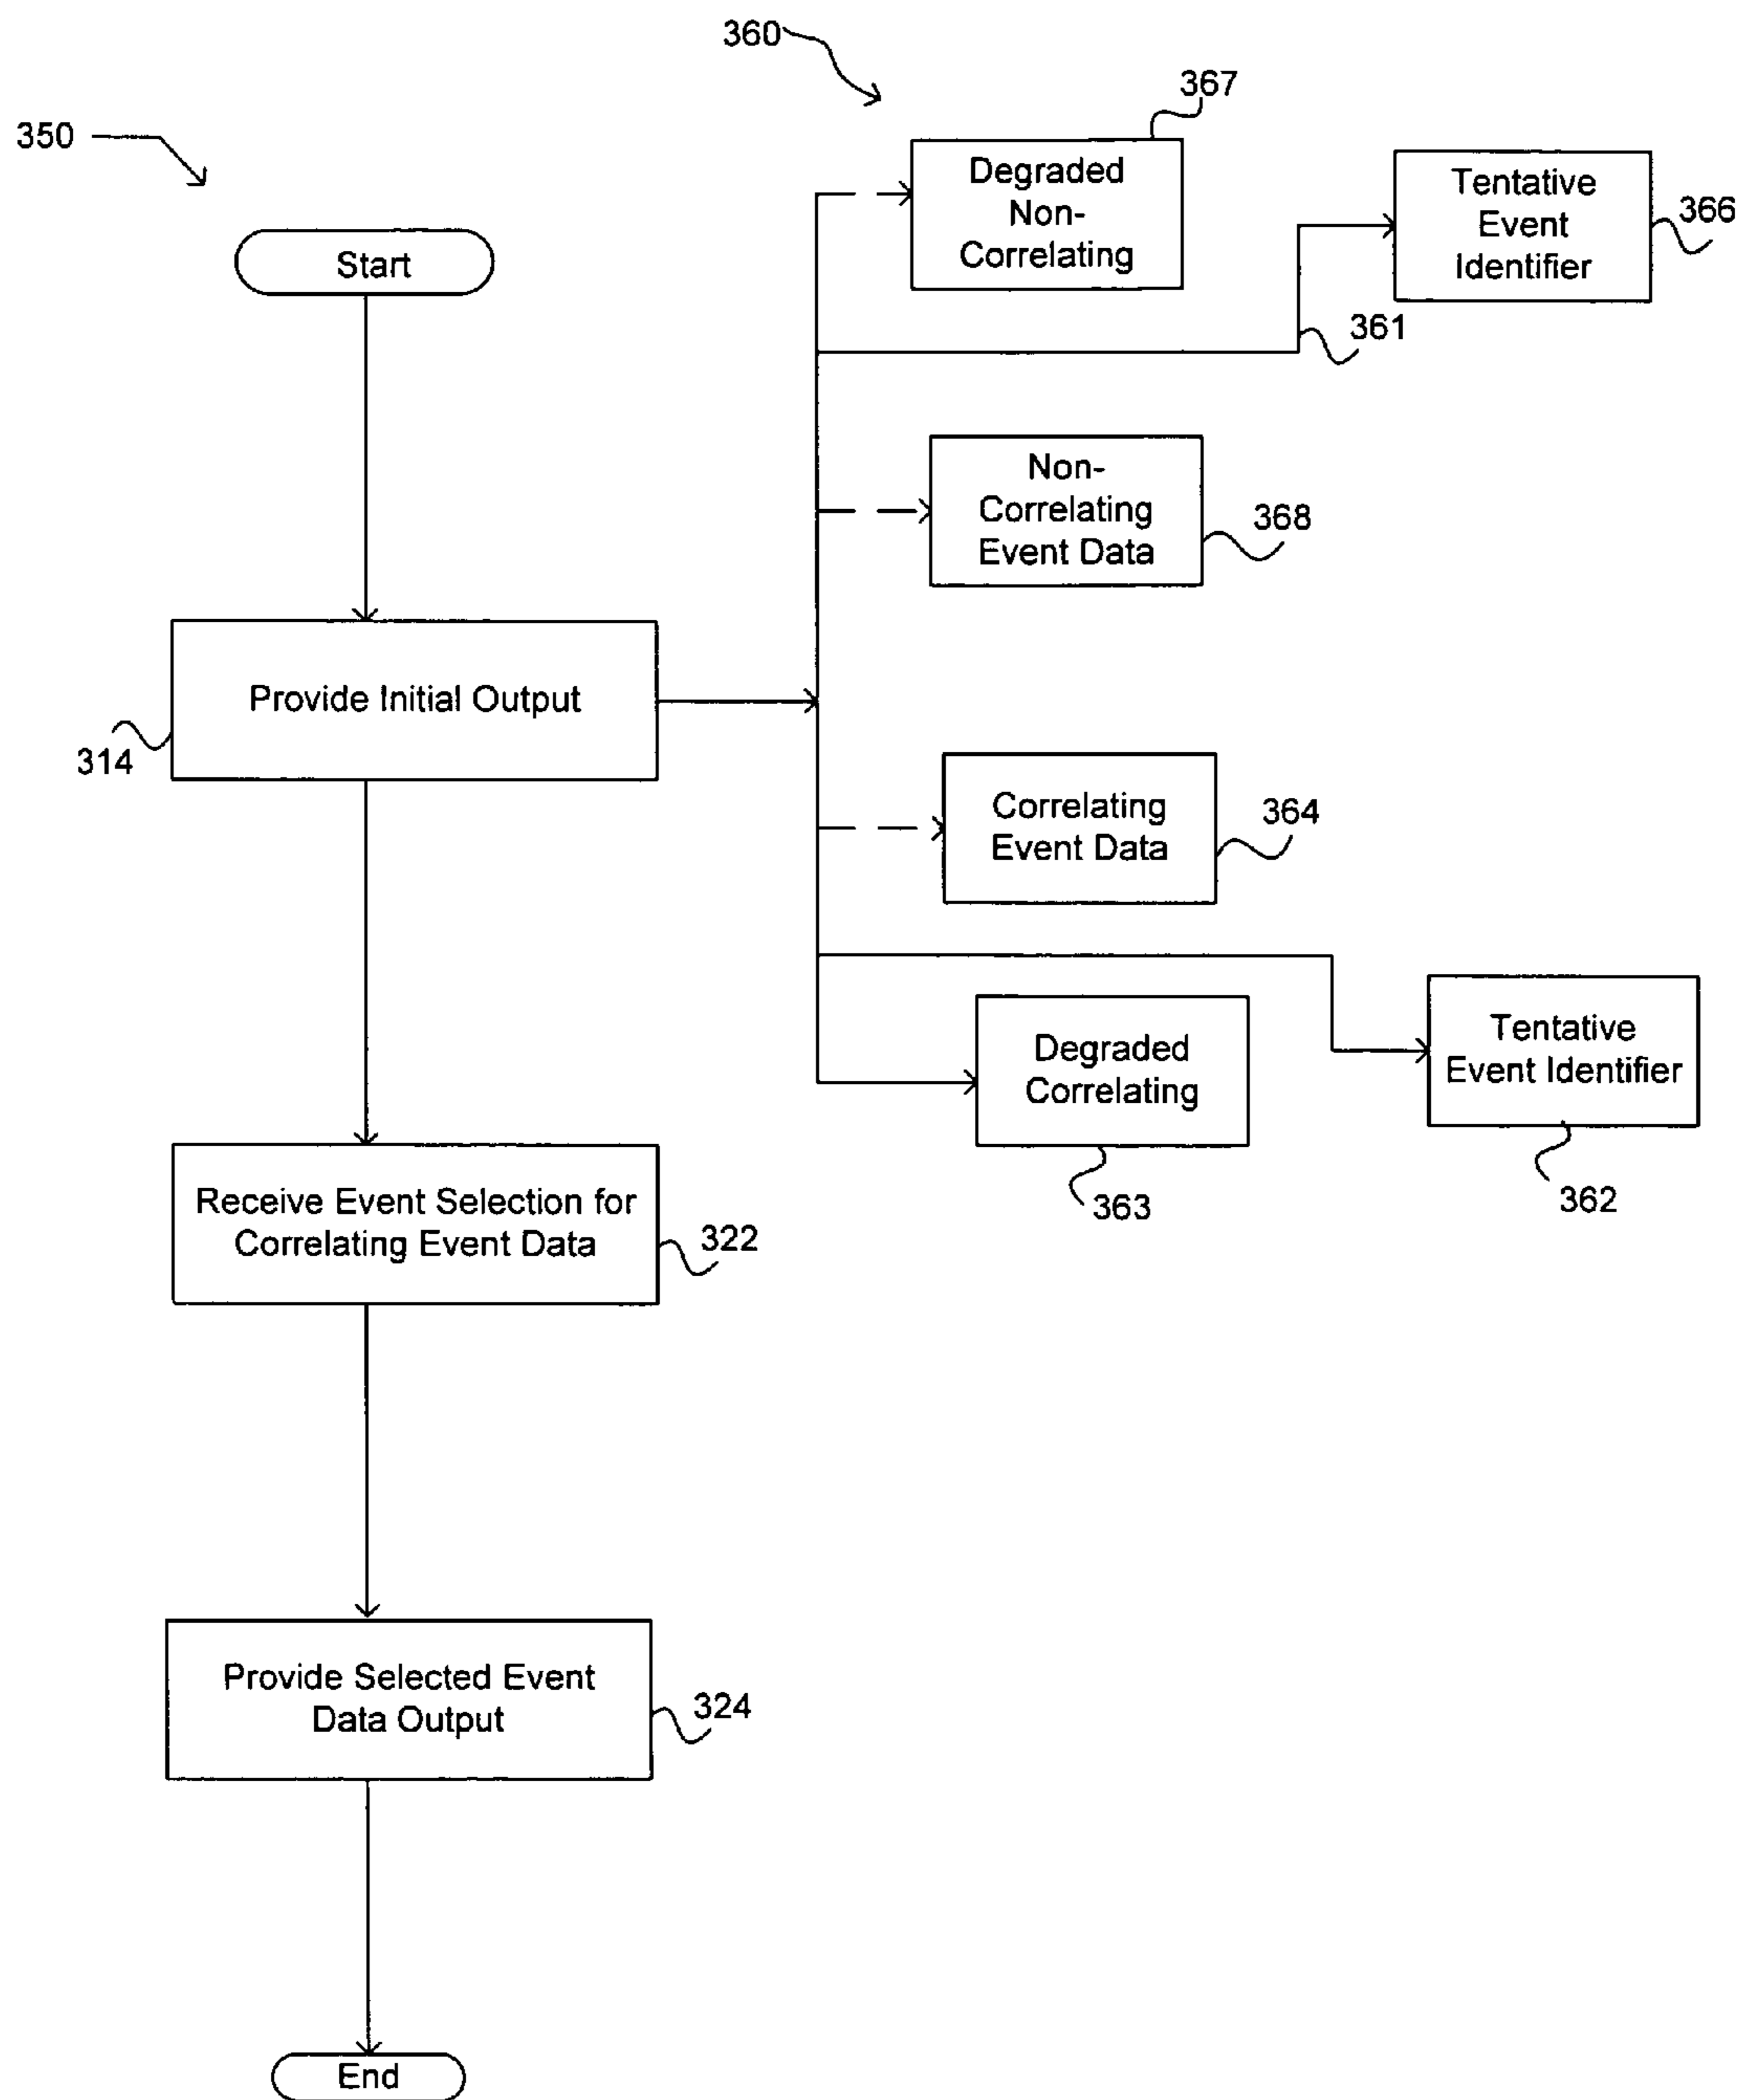 360
367
350
Degraded
Non-
Correlating
Tentative
Event
Identifier
366
Start
361
Non-
Correlating
Event Data
368
Provide Initial Output
314
Correlating
Event Data
364
Degraded
Correlating
363
Tentative
Event Identifier
362
Receive Event Selection for
Correlating Event Data
322
Provide Selected Event
Data Output
324
End